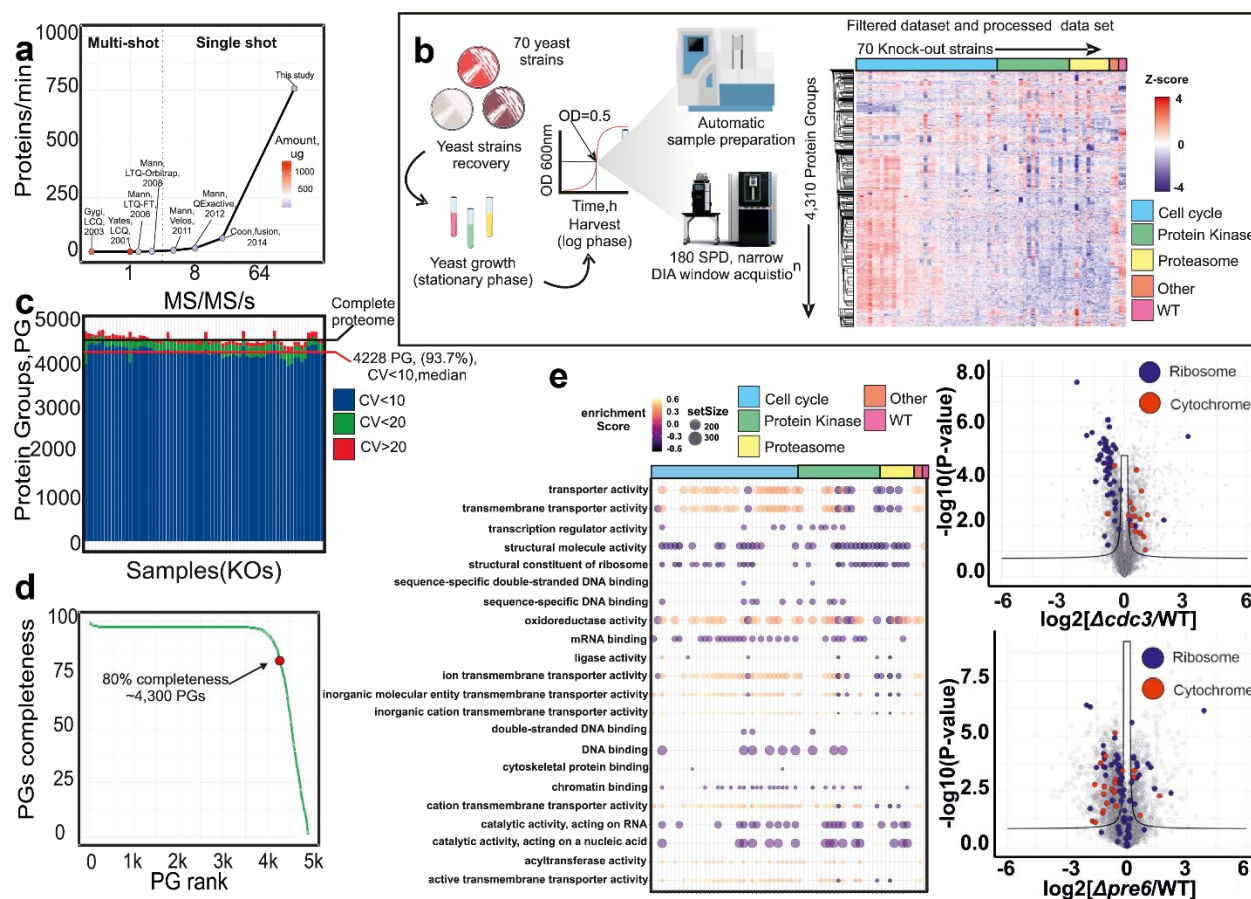 a
Multi-shot
Single shot
Proteins/min
1000
750
500
250
0
This study
Amount,
ug
1000
500
Mann,
LTQ-Orbitrap,
2008
Mann,
LTQ-FT,
2006
Mann,
QExactive,
2012
Gygi,
LCQ,
2003
Yates,
LCQ,
2001
Mann,
Velos,
2011
Coon,fusion,
2014
1
8
64
MS/MS/s
b
70 yeast
strains
Yeast strains
recovery
Yeast growth
(stationary phase)
OD=0.5
OD 600nm
Time,h
Harvest
(log phase)
Automatic
sample preparation
180 SPD, narrow
DIA window acquisition
Filtered dataset and processed data set
70 Knock-out strains
4,310 Protein Groups
Z-score
4
0
-4
Cell cycle
Protein Kinase
Proteasome
Other
WT
c
Protein Groups,PG
5000
4000
3000
2000
1000
0
Samples(KOs)
Complete
proteome
4228 PG, (93.7%),
CV<10,median
CV<10
CV<20
CV>20
d
PGs completeness
100
75
50
25
0
80% completeness
~4,300 PGs
0
1k
2k
3k
4k
5k
PG rank
e
enrichment
Score
0.6
0.3
0.0
-0.3
-0.6
setSize
200
300
Cell cycle
Protein Kinase
Proteasome
Other
WT
transporter activity
transmembrane transporter activity
transcription regulator activity
structural molecule activity
structural constituent of ribosome
sequence-specific double-stranded DNA binding
sequence-specific DNA binding
oxidoreductase activity
mRNA binding
ligase activity
ion transmembrane transporter activity
inorganic molecular entity transmembrane transporter activity
inorganic cation transmembrane transporter activity
double-stranded DNA binding
DNA binding
cytoskeletal protein binding
chromatin binding
cation transmembrane transporter activity
catalytic activity, acting on RNA
catalytic activity, acting on a nucleic acid
acyltransferase activity
active transmembrane transporter activity
-log10(P-value)
8.0
6.0
4.0
2.0
0.0
Ribosome
Cytochrome
-6
-3
0
3
6
log2[Δcdc3/WT]
-log10(P-value)
7.5
5.0
2.5
0.0
Ribosome
Cytochrome
-6
-3
0
3
6
log2[Δpre6/WT]